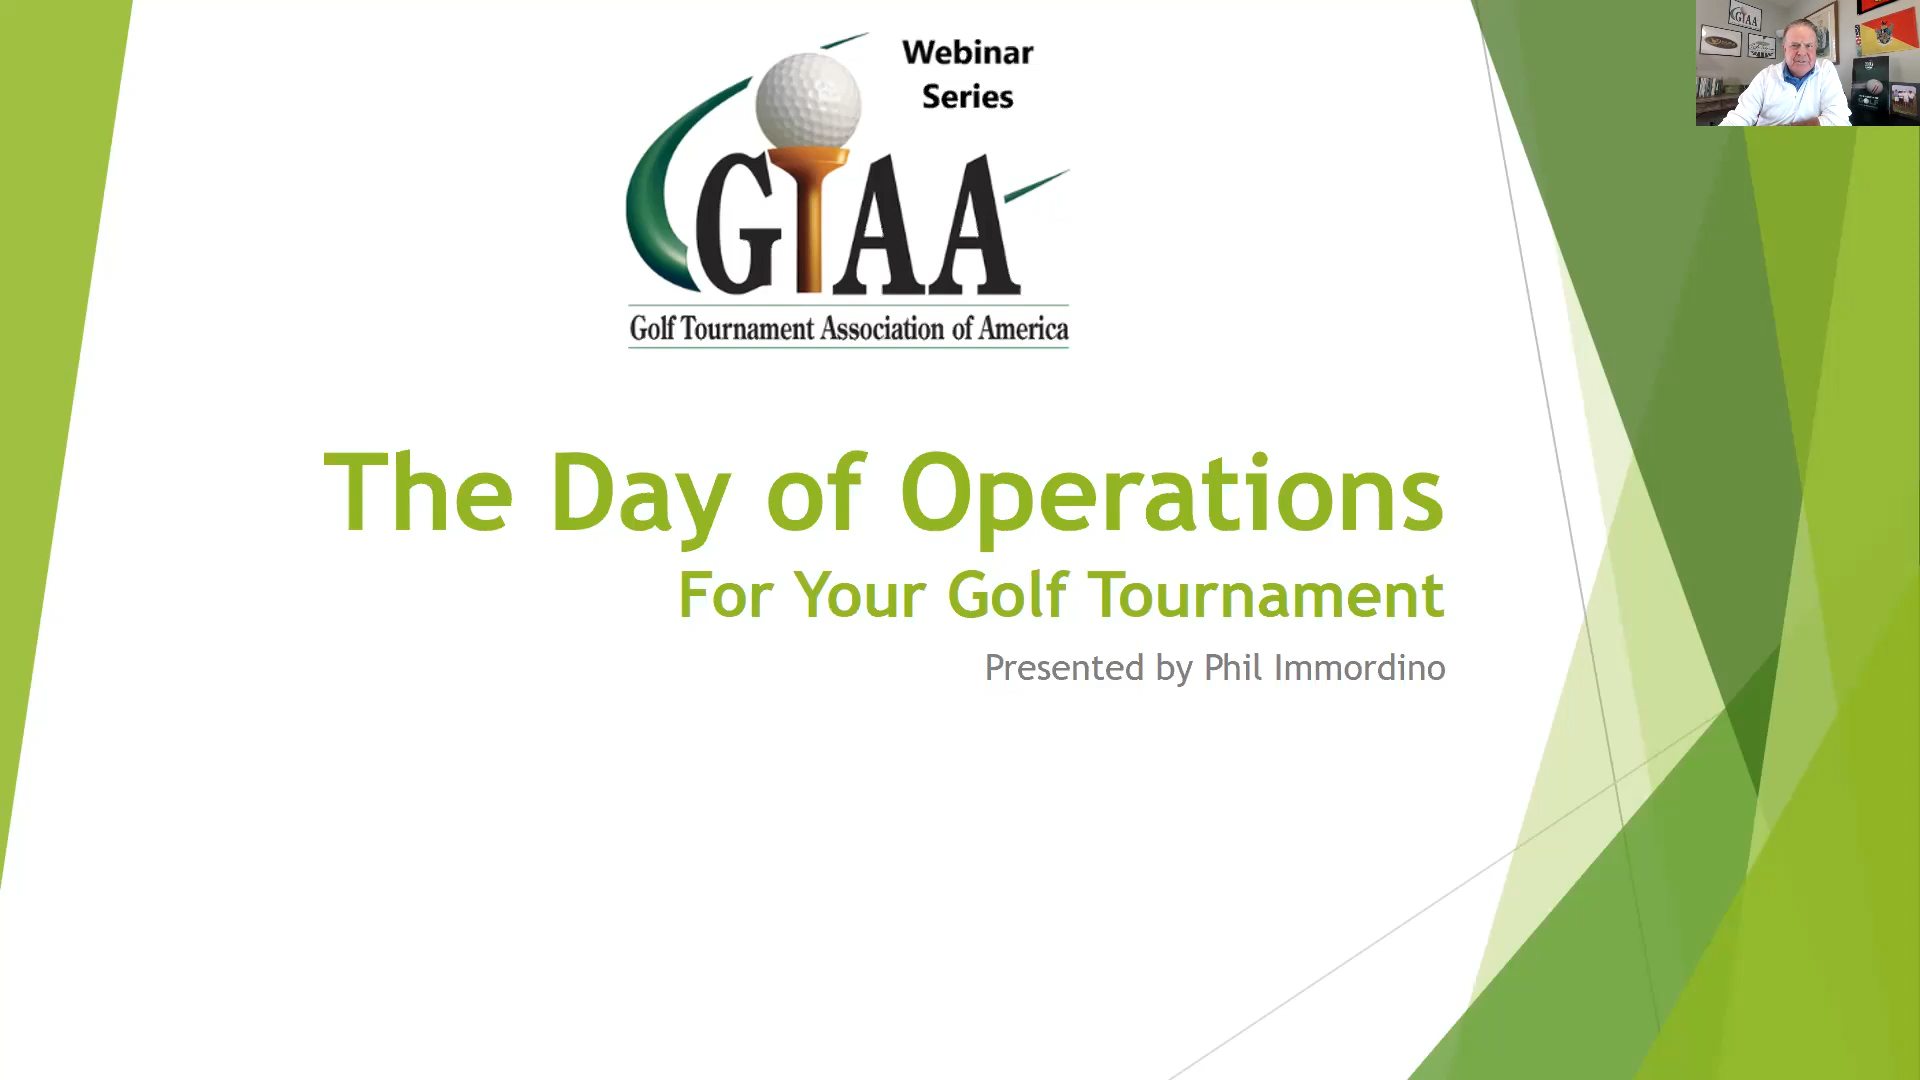 Webinar
Series
GTAA
Golf Tournament Association of America
The Day of Operations
For Your Golf Tournament
Presented by Phil Immordino
GTAA